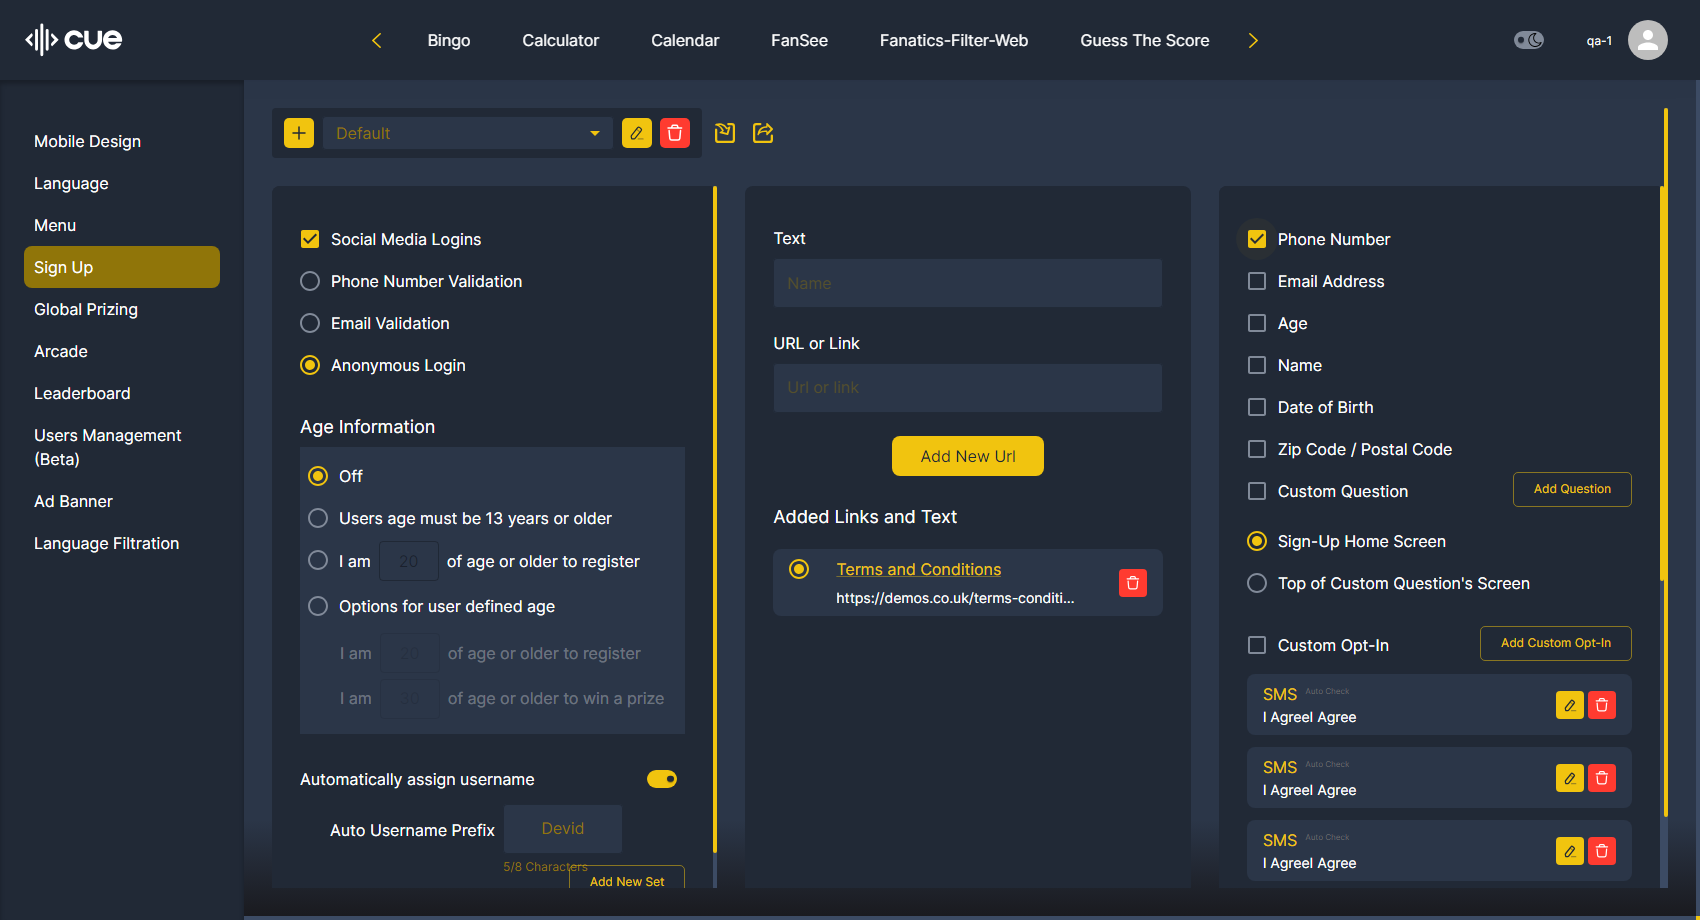 cue
Bingo
Calculator
Calendar
FanSee
Fanatics-Filter-Web
Guess The Score
qa-1
Mobile Design
Language
Menu
Sign Up
Global Prizing
Arcade
Leaderboard
Users Management
(Beta)
Ad Banner
Language Filtration
Default
Social Media Logins
Phone Number Validation
Email Validation
Anonymous Login
Age Information
Off
Users age must be 13 years or older
I am 20 of age or older to register
Options for user defined age
I am 20 of age or older to register
I am 30 of age or older to win a prize
Automatically assign username
Auto Username Prefix Devid
5/8 Characters
Add New Set
Text
Name
URL or Link
Url or link
Add New Url
Added Links and Text
Terms and Conditions
https://demos.co.uk/terms-conditi...
Phone Number
Email Address
Age
Name
Date of Birth
Zip Code / Postal Code
Custom Question
Add Question
Sign-Up Home Screen
Top of Custom Question's Screen
Custom Opt-In
Add Custom Opt-In
SMS Auto Check
I AgreeI Agree
SMS Auto Check
I AgreeI Agree
SMS Auto Check
I AgreeI Agree